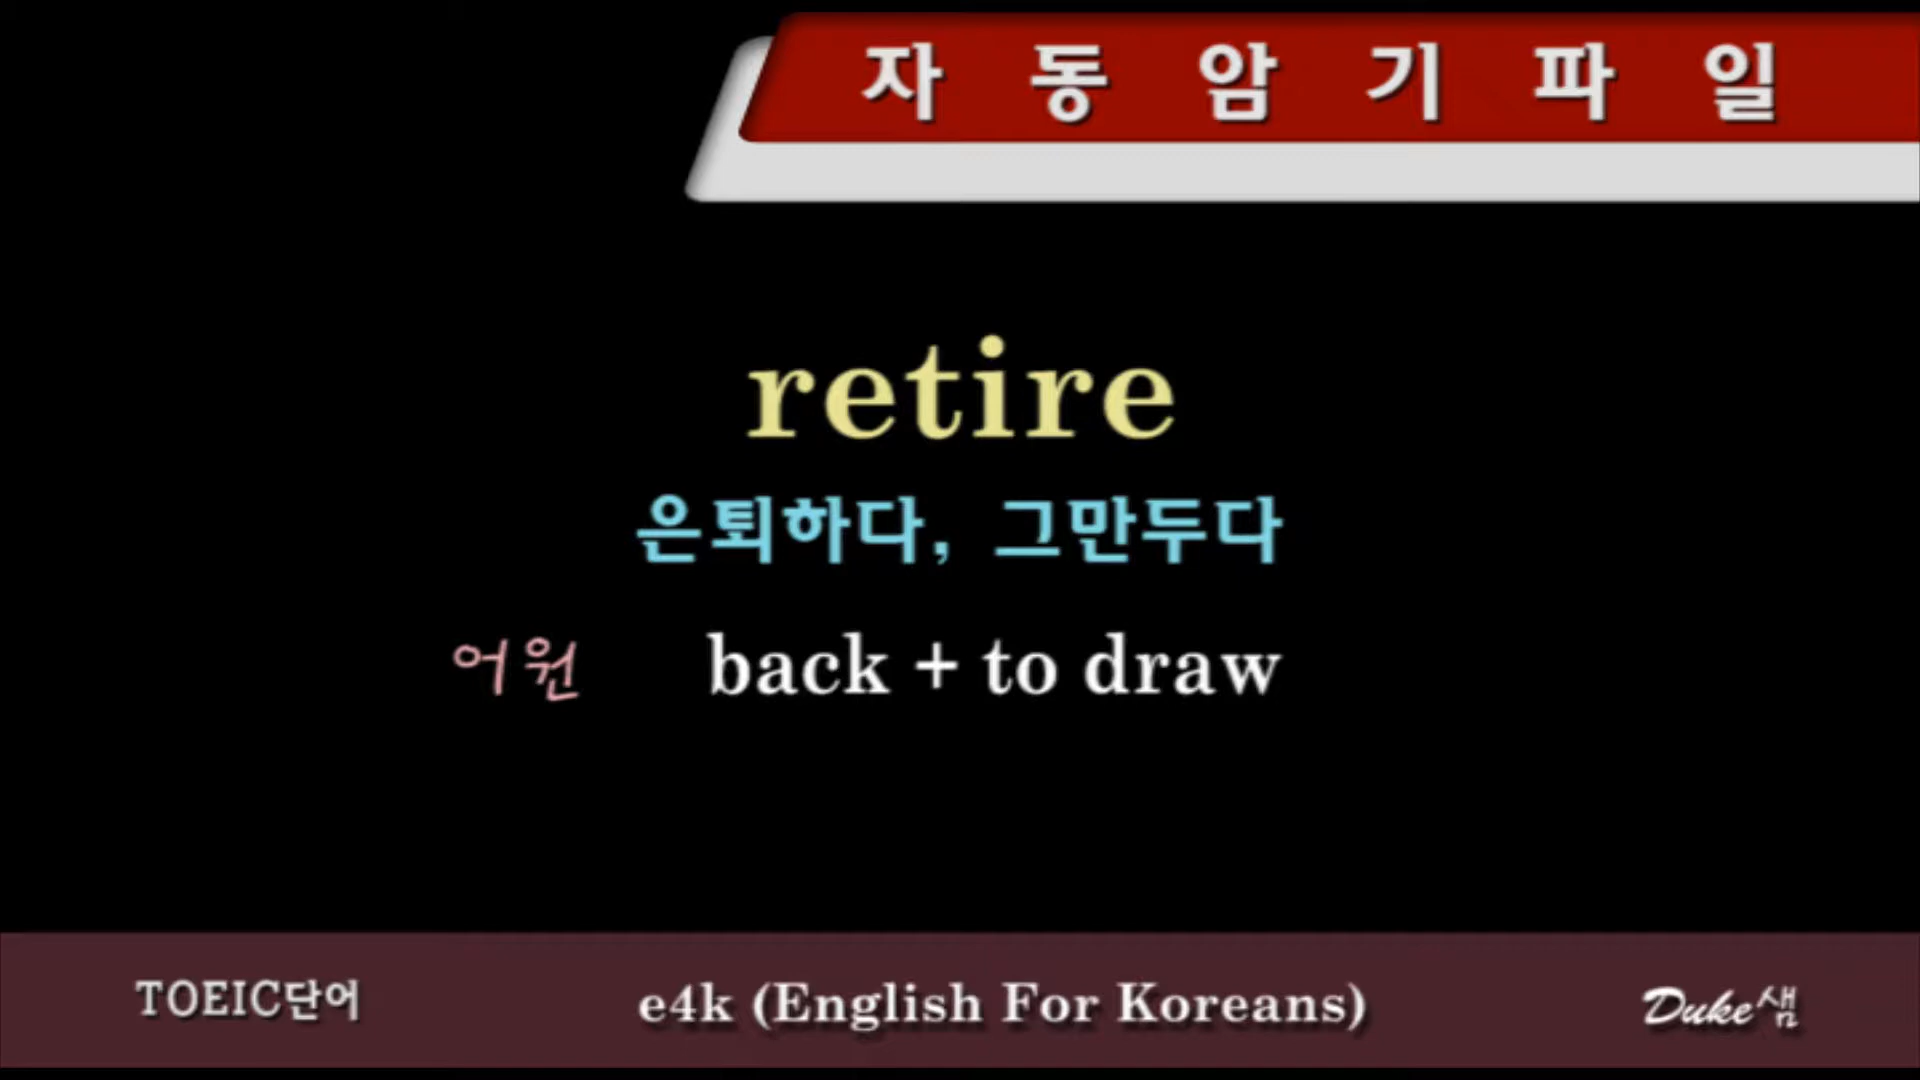 자 동 암 기 파 일
retire
은퇴하다, 그만두다
어원 back + to draw
TOEIC단어 e4k (English For Koreans) Duke샘